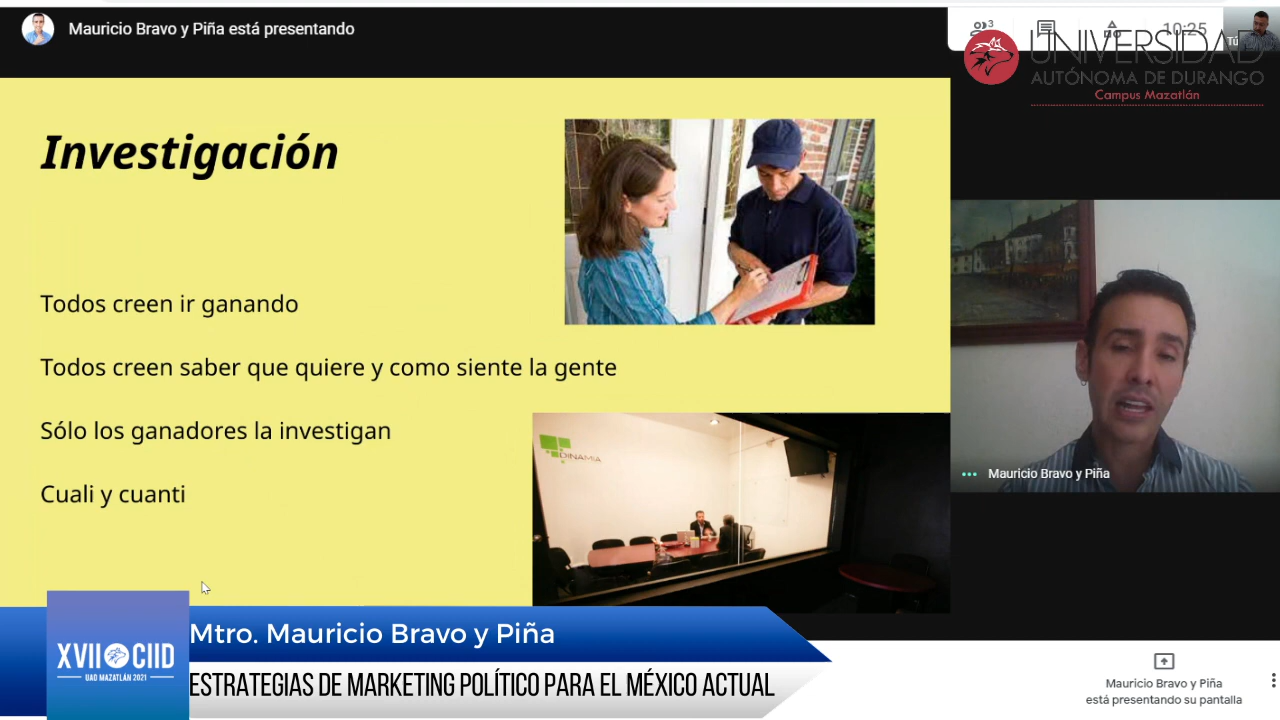 Mauricio Bravo y Piña está presentando
3
10:25
Tú
UNIVERSIDAD
AUTÓNOMA DE DURANGO
Campus Mazatlán
Investigación
Todos creen ir ganando
Todos creen saber que quiere y como siente la gente
Sólo los ganadores la investigan
Cuali y cuanti
DINAMIA
Mauricio Bravo y Piña
XVII CIID
UAD MAZATLÁN 2021
Mtro. Mauricio Bravo y Piña
ESTRATEGIAS DE MARKETING POLÍTICO PARA EL MÉXICO ACTUAL
Mauricio Bravo y Piña
está presentando su pantalla